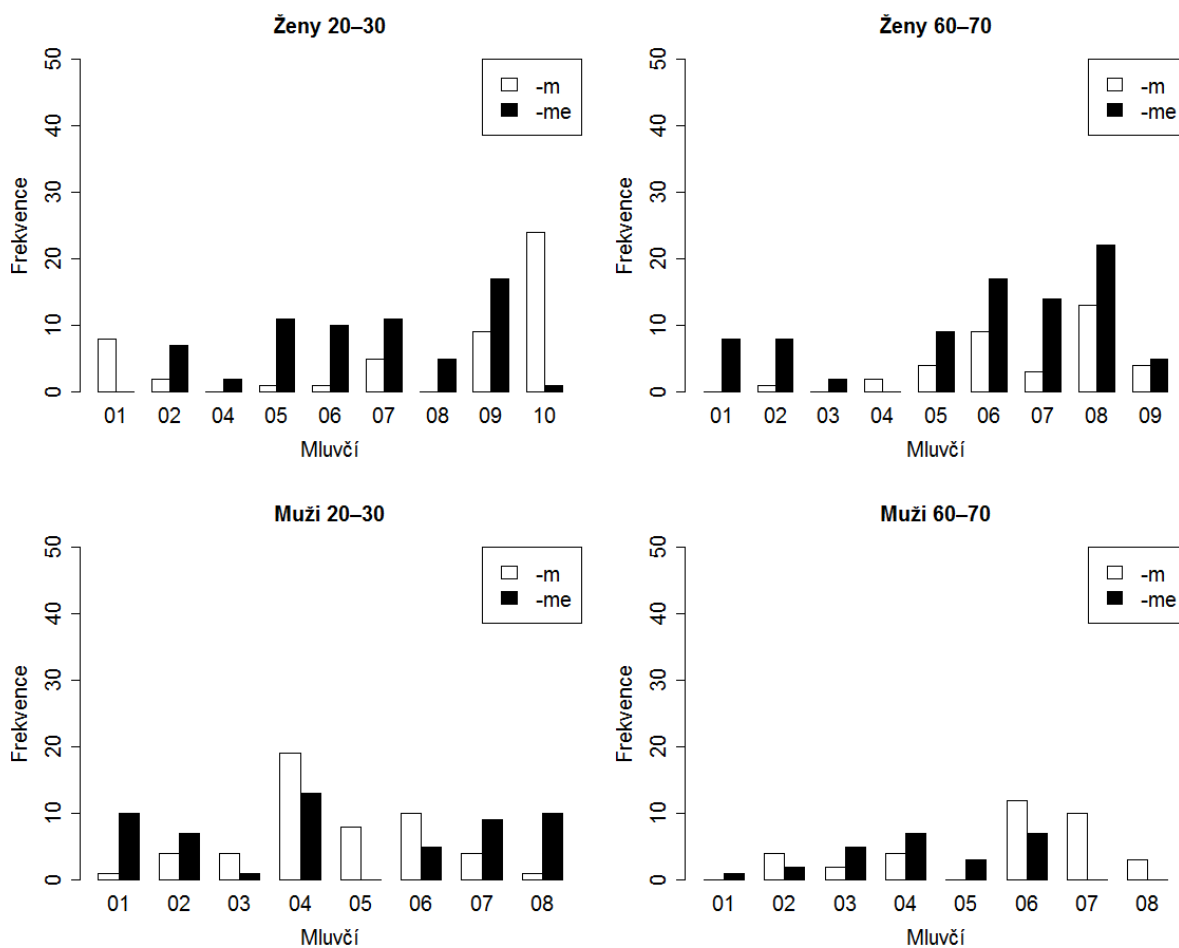 Ženy 20–30
Frekvence
0 10 20 30 40 50
-m
-me
01 02 04 05 06 07 08 09 10
Mluvčí
Ženy 60–70
Frekvence
0 10 20 30 40 50
-m
-me
01 02 03 04 05 06 07 08 09
Mluvčí
Muži 20–30
Frekvence
0 10 20 30 40 50
-m
-me
01 02 03 04 05 06 07 08
Mluvčí
Muži 60–70
Frekvence
0 10 20 30 40 50
-m
-me
01 02 03 04 05 06 07 08
Mluvčí